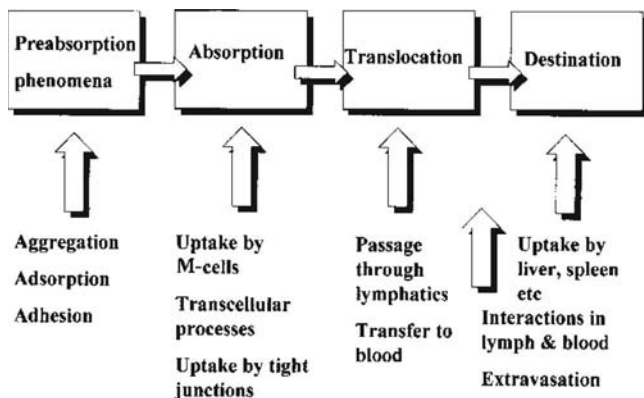 Preabsorption
phenomena
Absorption
Translocation
Destination
Aggregation
Adsorption
Adhesion
Uptake by
M-cells
Transcellular
processes
Uptake by tight
junctions
Passage
through
lymphatics
Transfer to
blood
Uptake by
liver, spleen
etc
Interactions in
lymph & blood
Extravasation